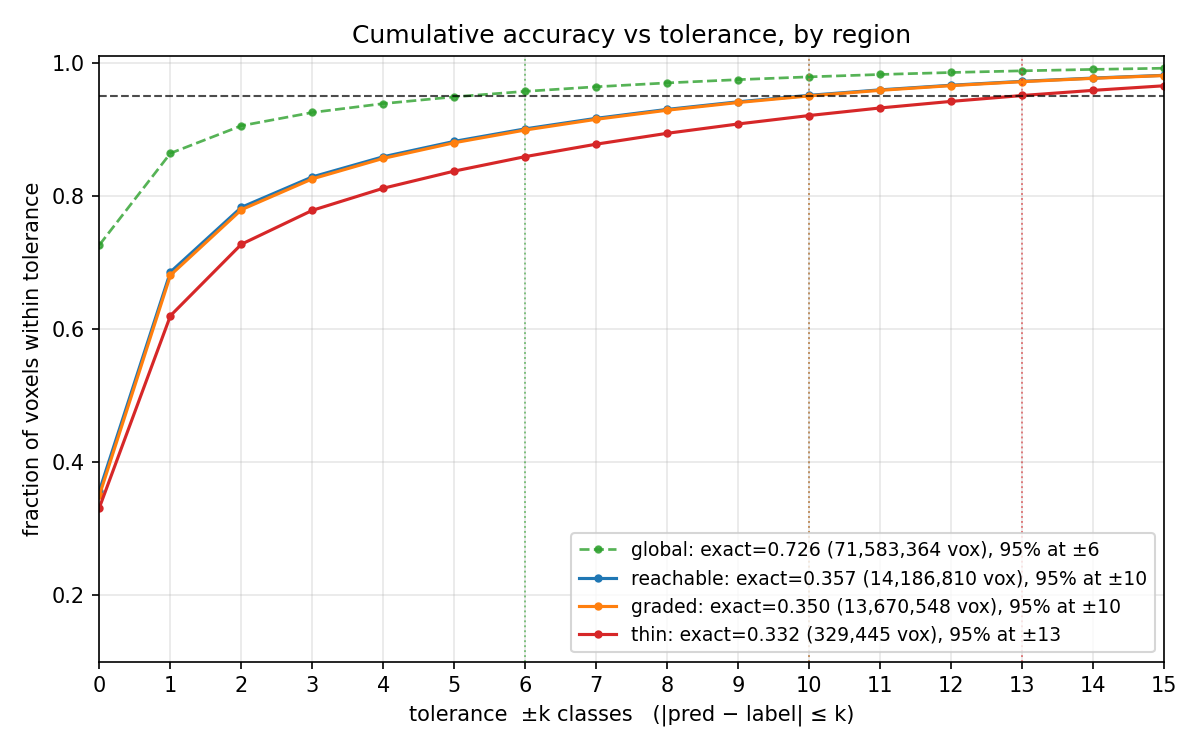 Cumulative accuracy vs tolerance, by region
fraction of voxels within tolerance
1.0
0.8
0.6
0.4
0.2
global: exact=0.726 (71,583,364 vox), 95% at ±6
reachable: exact=0.357 (14,186,810 vox), 95% at ±10
graded: exact=0.350 (13,670,548 vox), 95% at ±10
thin: exact=0.332 (329,445 vox), 95% at ±13
0 1 2 3 4 5 6 7 8 9 10 11 12 13 14 15
tolerance ±k classes (|pred − label| ≤ k)